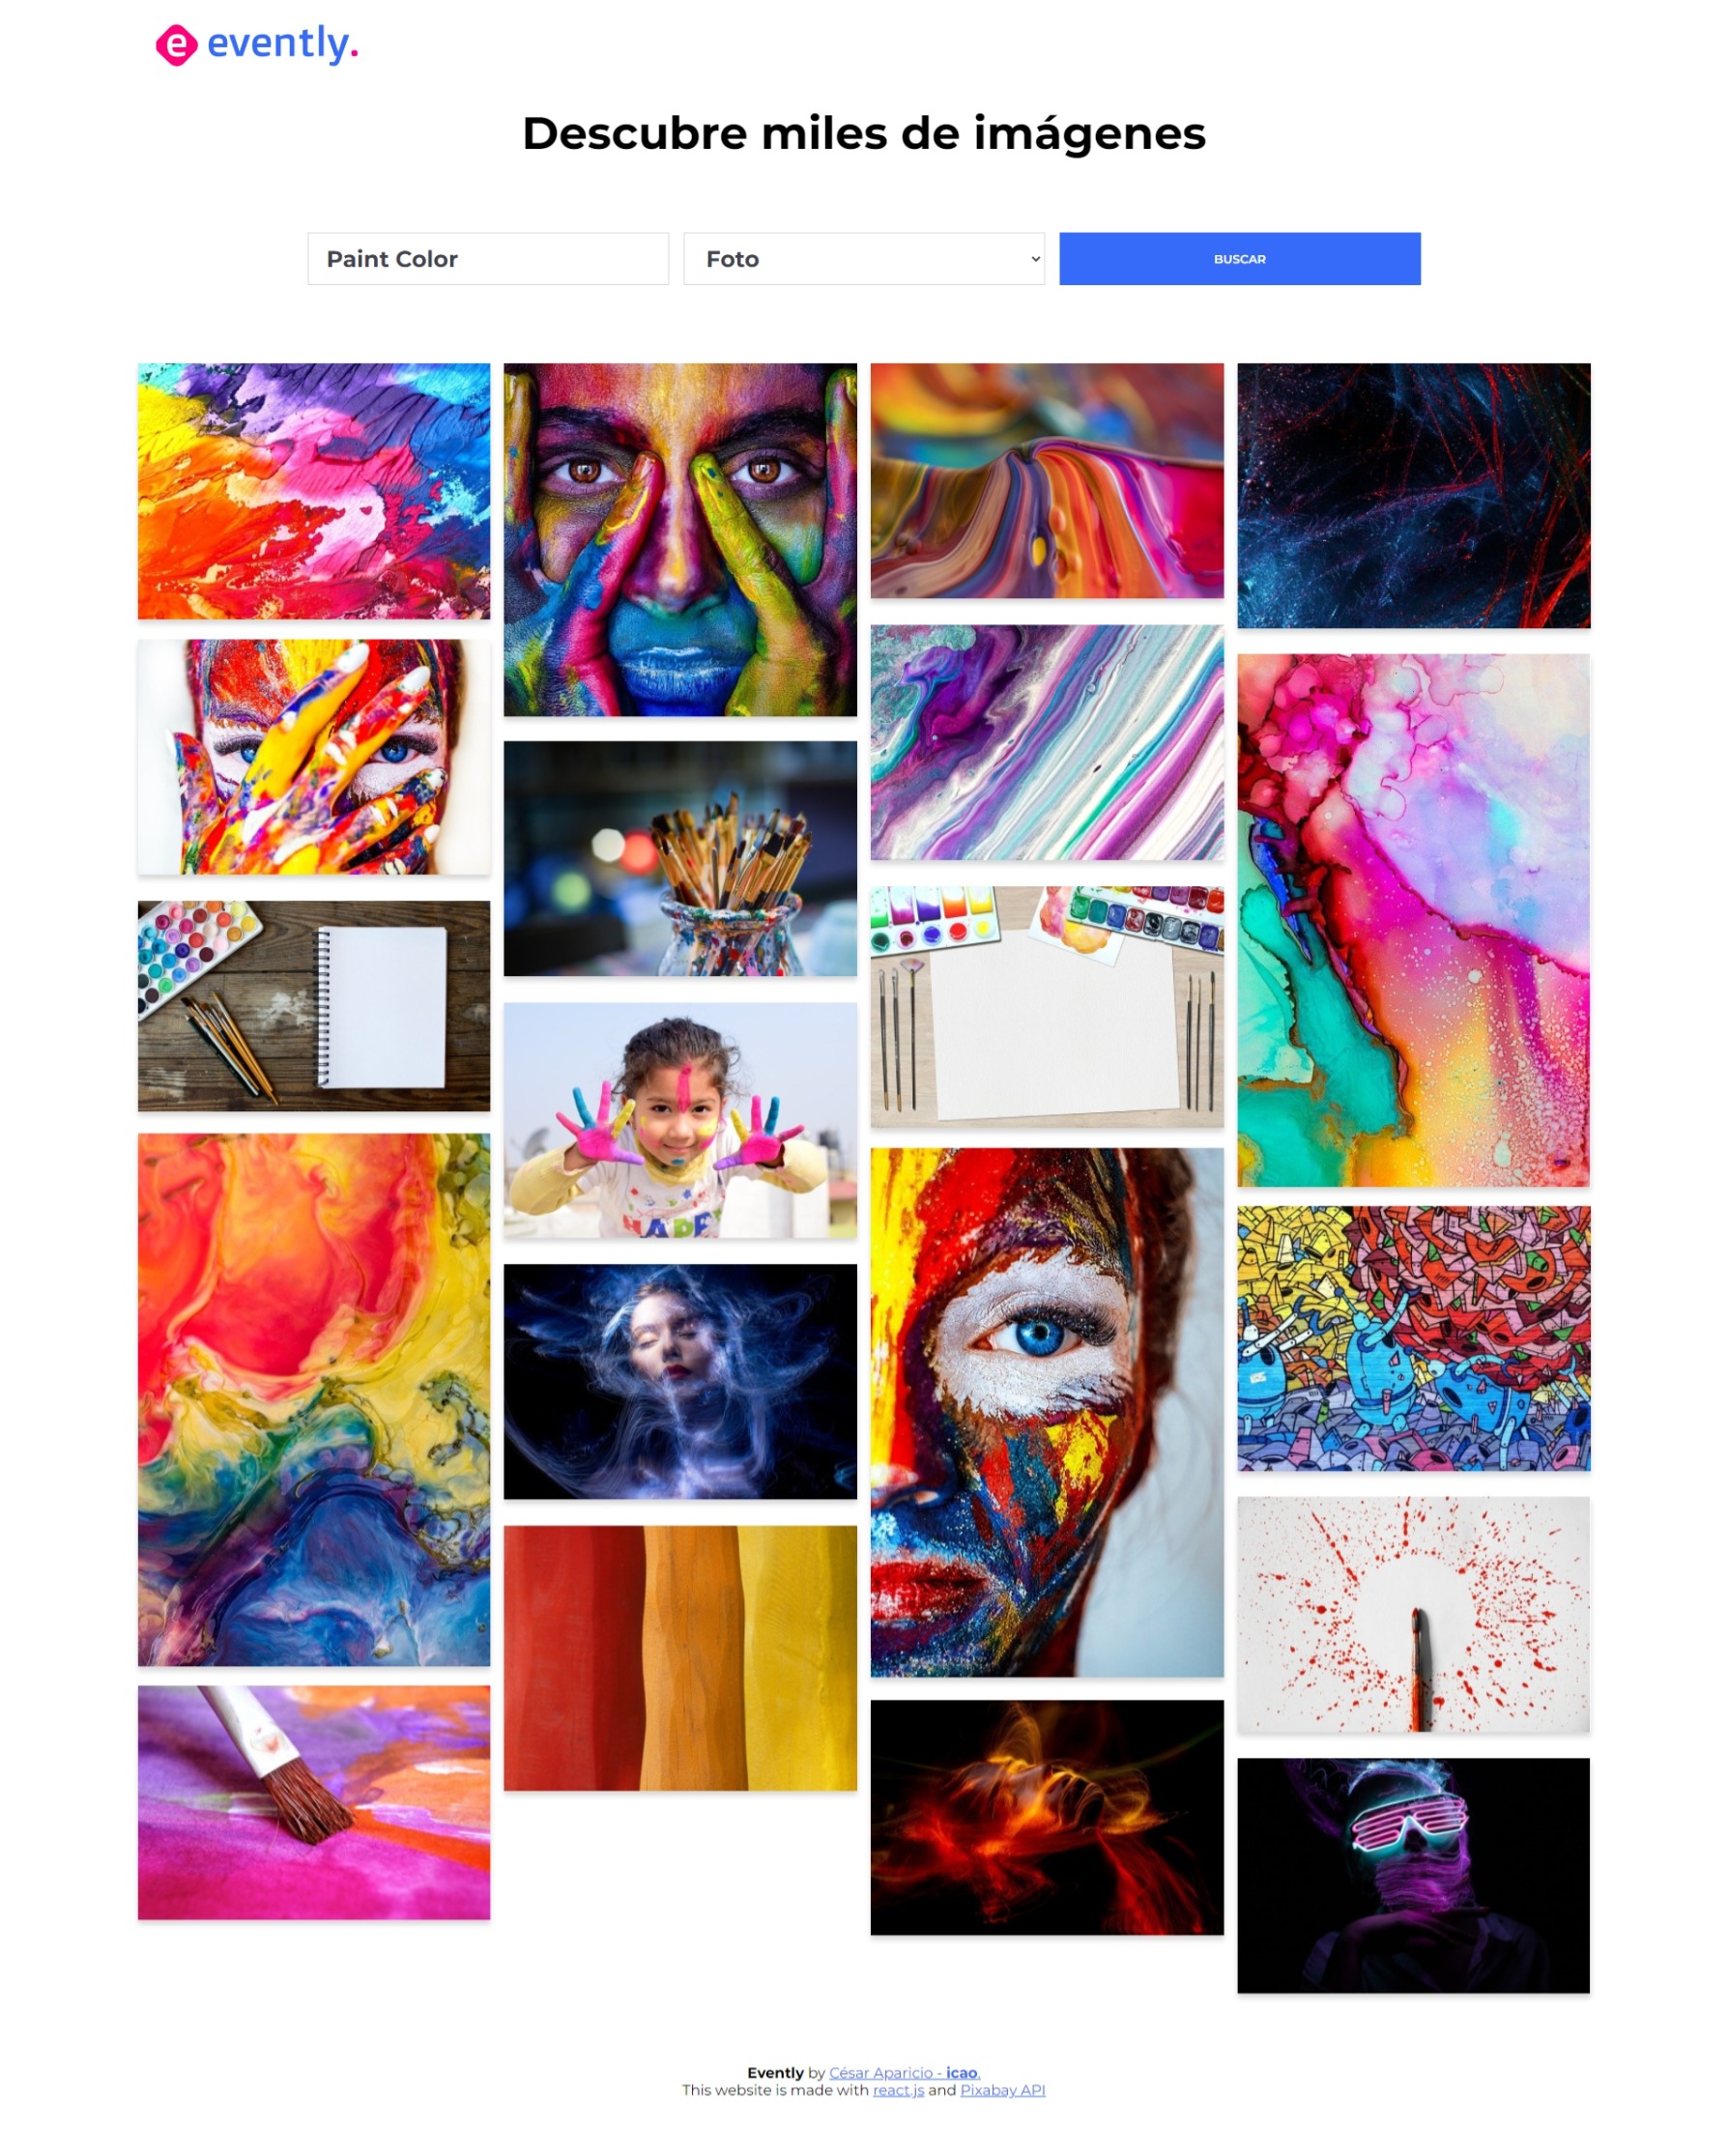 e evently.
Descubre miles de imágenes
Paint Color
Foto
BUSCAR
HAPP
Evently by César Aparicio - icao.
This website is made with react.js and Pixabay API